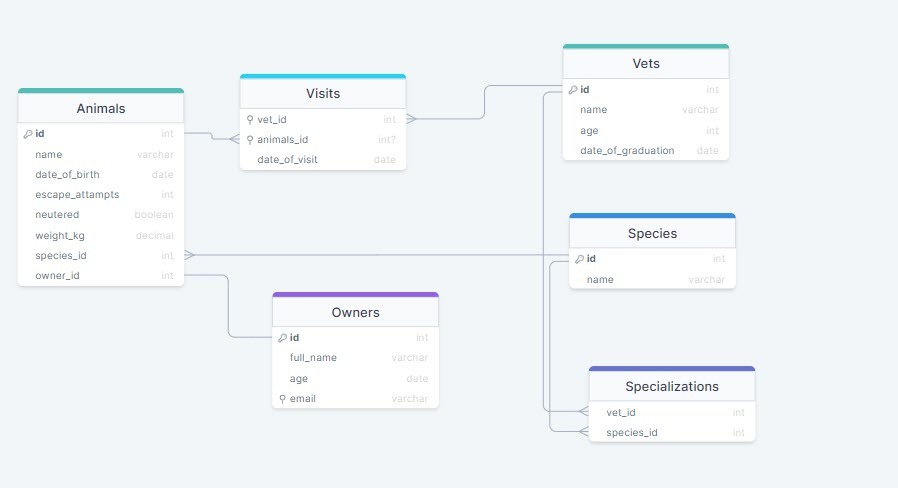 Animals
id int
name varchar
date_of_birth date
escape_attampts int
neutered boolean
weight_kg decimal
species_id int
owner_id int
Visits
vet_id int
animals_id int?
date_of_visit date
Owners
id int
full_name varchar
age date
email varchar
Vets
id int
name varchar
age int
date_of_graduation date
Species
id int
name varchar
Specializations
vet_id int
species_id int